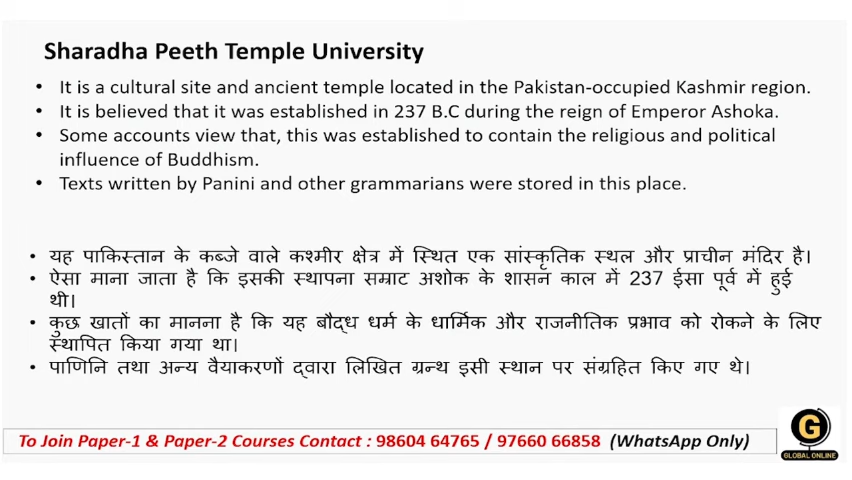 Sharadha Peeth Temple University
• It is a cultural site and ancient temple located in the Pakistan-occupied Kashmir region.
• It is believed that it was established in 237 B.C during the reign of Emperor Ashoka.
• Some accounts view that, this was established to contain the religious and political
influence of Buddhism.
• Texts written by Panini and other grammarians were stored in this place.
• यह पाकिस्तान के कब्जे वाले कश्मीर क्षेत्र में स्थित एक सांस्कृतिक स्थल और प्राचीन मंदिर है।
• ऐसा माना जाता है कि इसकी स्थापना सम्राट अशोक के शासन काल में 237 ईसा पूर्व में हुई
थी।
• कुछ खातों का मानना है कि यह बौद्ध धर्म के धार्मिक और राजनीतिक प्रभाव को रोकने के लिए
स्थापित किया गया था।
• पाणिनि तथा अन्य वैयाकरणों द्वारा लिखित ग्रन्थ इसी स्थान पर संग्रहित किए गए थे।
To Join Paper-1 & Paper-2 Courses Contact : 98604 64765 / 97660 66858 (WhatsApp Only)
G
GLOBAL ONLINE